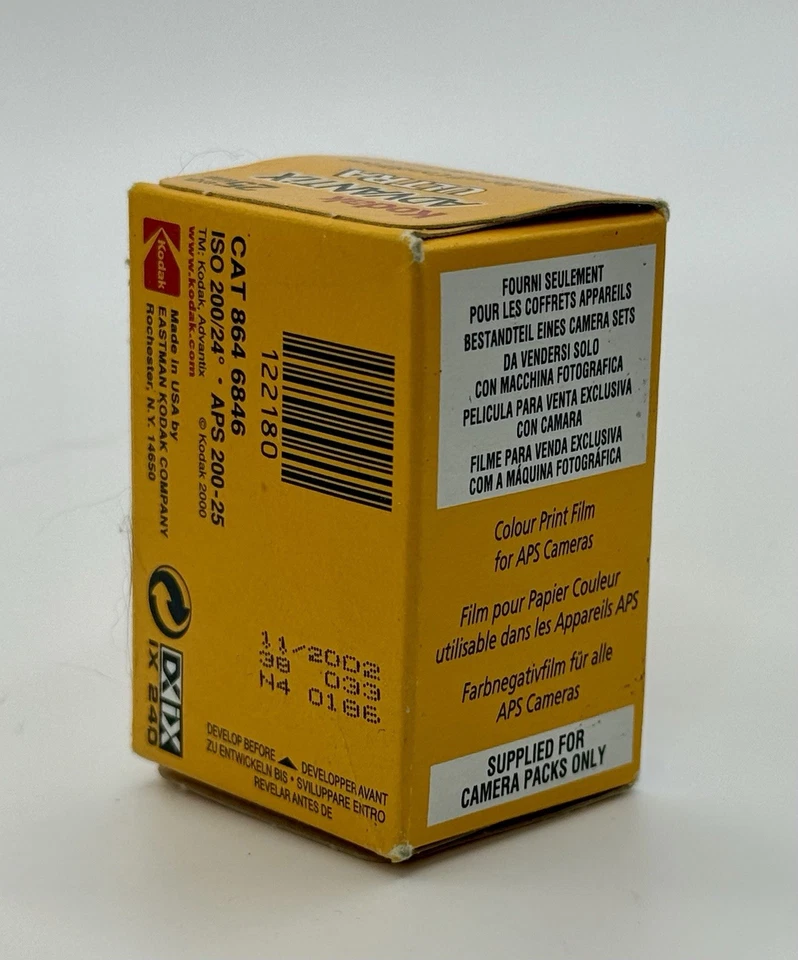 Kodak
ADVANTIX
ULTRA
25
CAT 864 6846
ISO 200/24° · APS 200-25
TM: Kodak, Advantix © Kodak 2000
www.kodak.com
Kodak
Made in USA by
EASTMAN KODAK COMPANY
Rochester, N.Y. 14650
122180
IX 240
11/2002
3B 033
N4 0186
DEVELOP BEFORE ▲ DEVELOPPER AVANT
ZU ENTWICKELN BIS • SVILUPPARE ENTRO
REVELAR ANTES DE
FOURNI SEULEMENT
POUR LES COFFRETS APPAREILS
BESTANDTEIL EINES CAMERA SETS
DA VENDERSI SOLO
CON MACCHINA FOTOGRAFICA
PELICULA PARA VENTA EXCLUSIVA
CON CAMARA
FILME PARA VENDA EXCLUSIVA
COM A MÁQUINA FOTOGRÁFICA
Colour Print Film
for APS Cameras
Film pour Papier Couleur
utilisable dans les Appareils APS
Farbnegativfilm für alle
APS Cameras
SUPPLIED FOR
CAMERA PACKS ONLY